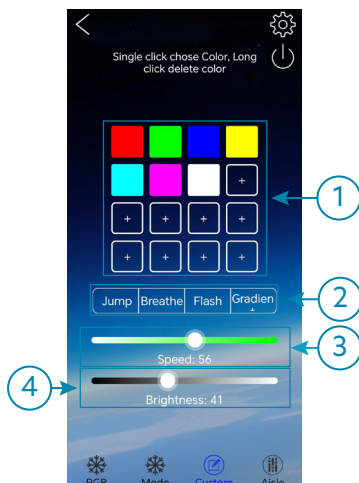 Single click chose Color, Long
click delete color
+
+ + + +
+ + + +
1
Jump Breathe Flash Gradien
2
Speed: 56
3
Brightness: 41
4
RGB Mode Custom Aisle